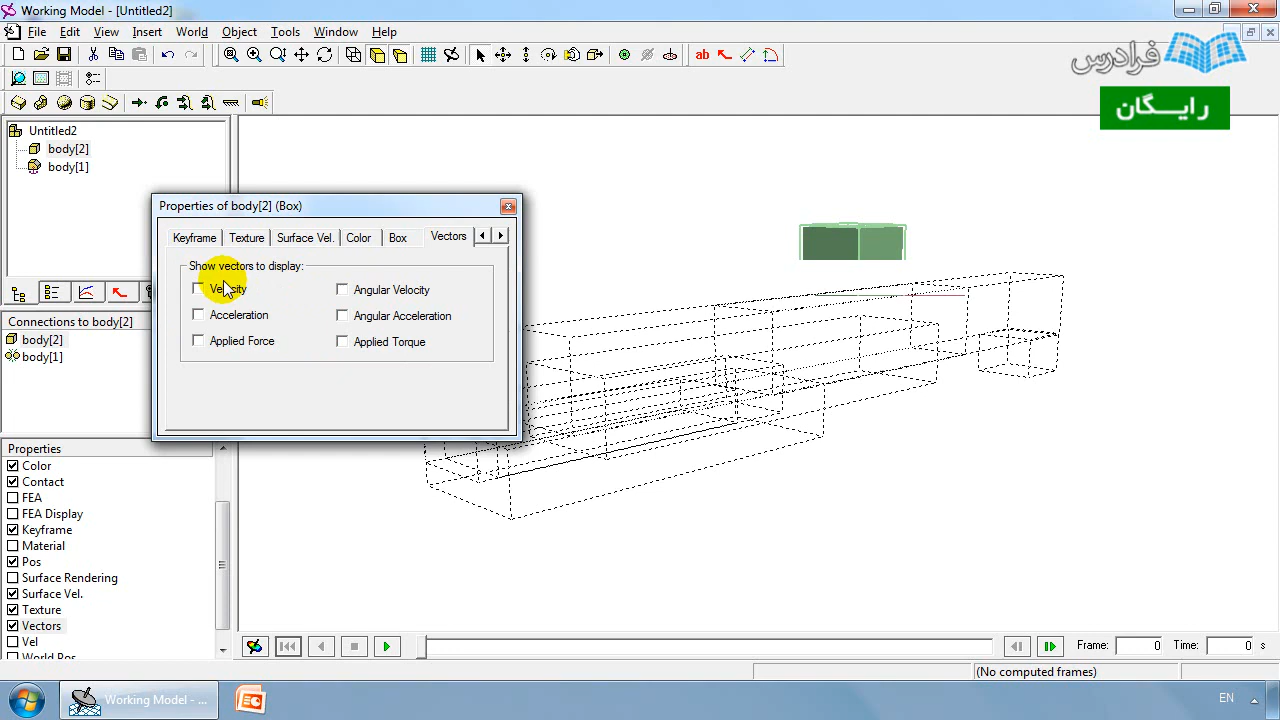 Working Model - [Untitled2]
File Edit View Insert World Object Tools Window Help
فرادرس
رایگان
Untitled2
body[2]
body[1]
Properties of body[2] (Box)
Keyframe Texture Surface Vel. Color Box Vectors
Show vectors to display:
Velocity Angular Velocity
Acceleration Angular Acceleration
Applied Force Applied Torque
Connections to body[2]
body[2]
body[1]
Properties
Color
Contact
FEA
FEA Display
Keyframe
Material
Pos
Surface Rendering
Surface Vel.
Texture
Vectors
Vel
World Pos
Frame: 0 Time: 0 s
(No computed frames)
Working Model - ...
EN